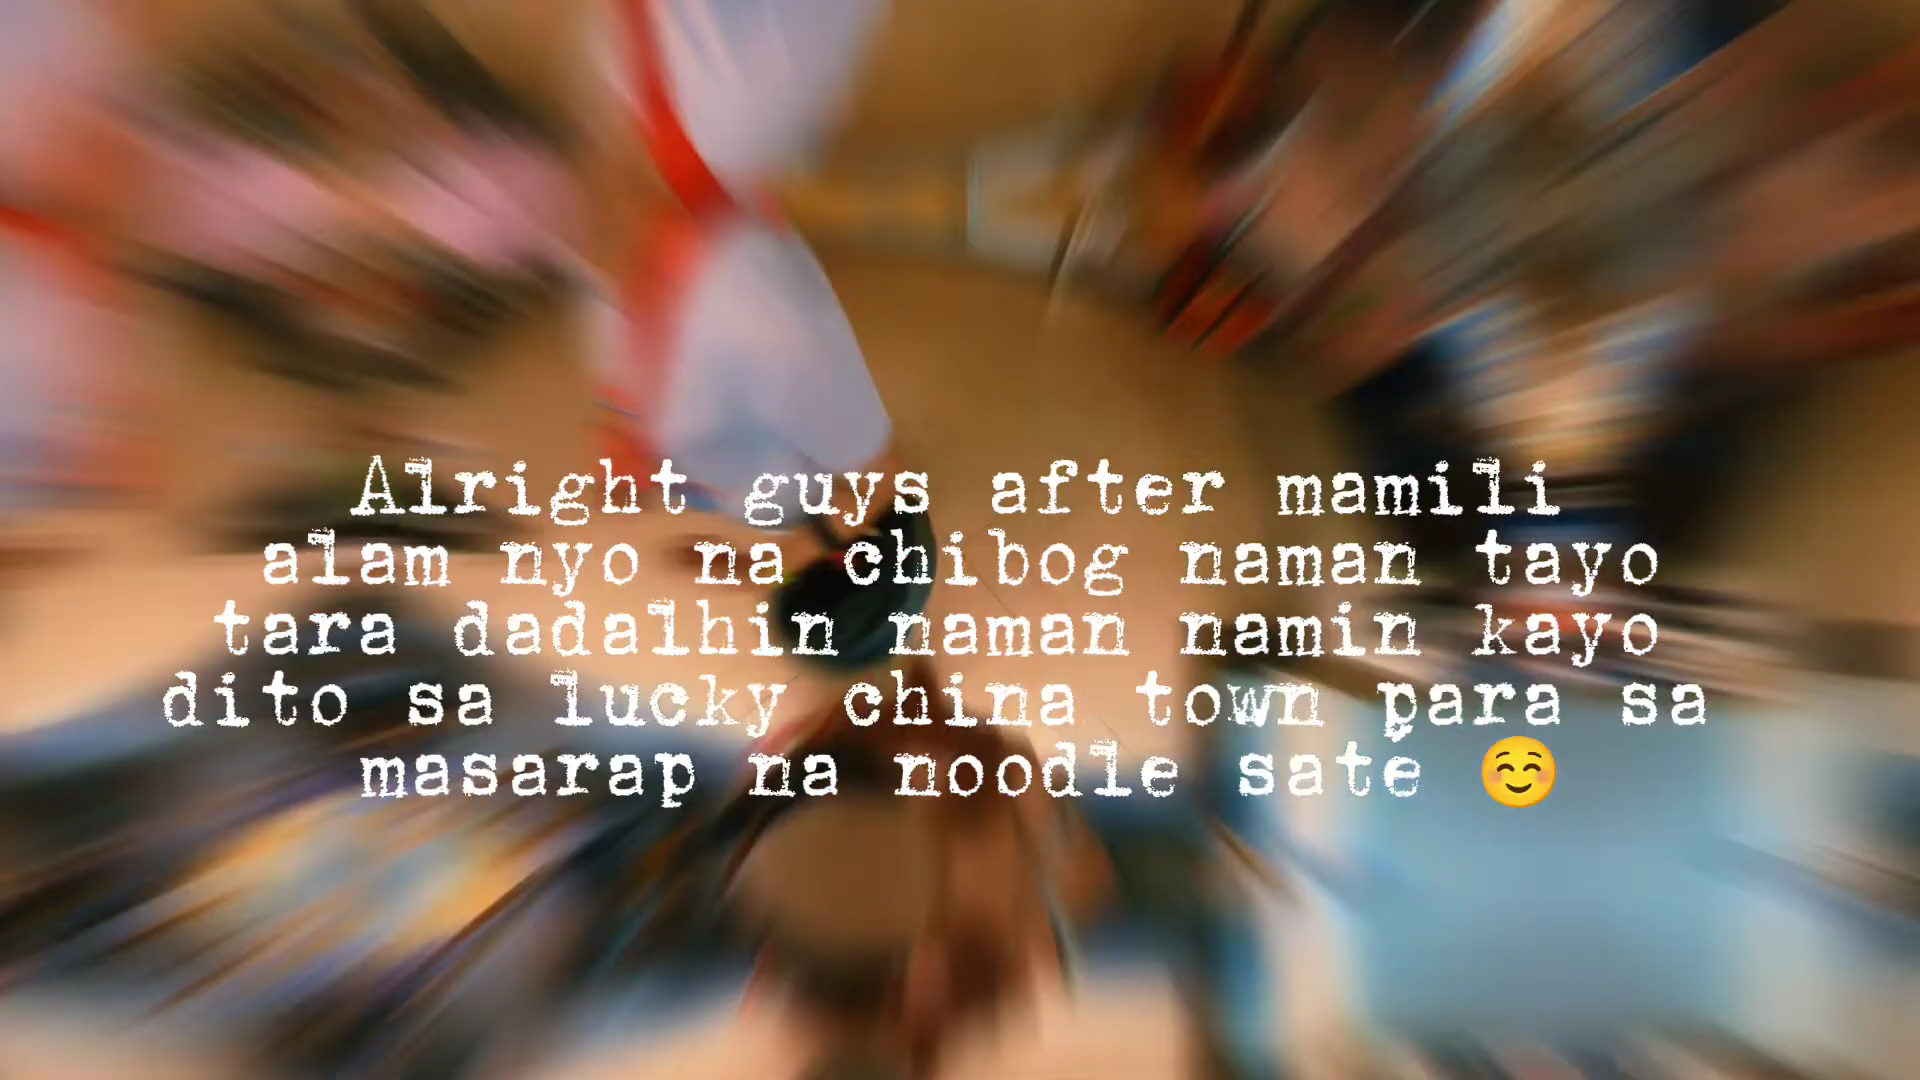 Alright guys after mamili
alam nyo na chibog naman tayo
tara dadalhin naman namin kayo
dito sa lucky china town para sa
masarap na noodle sate ☺️